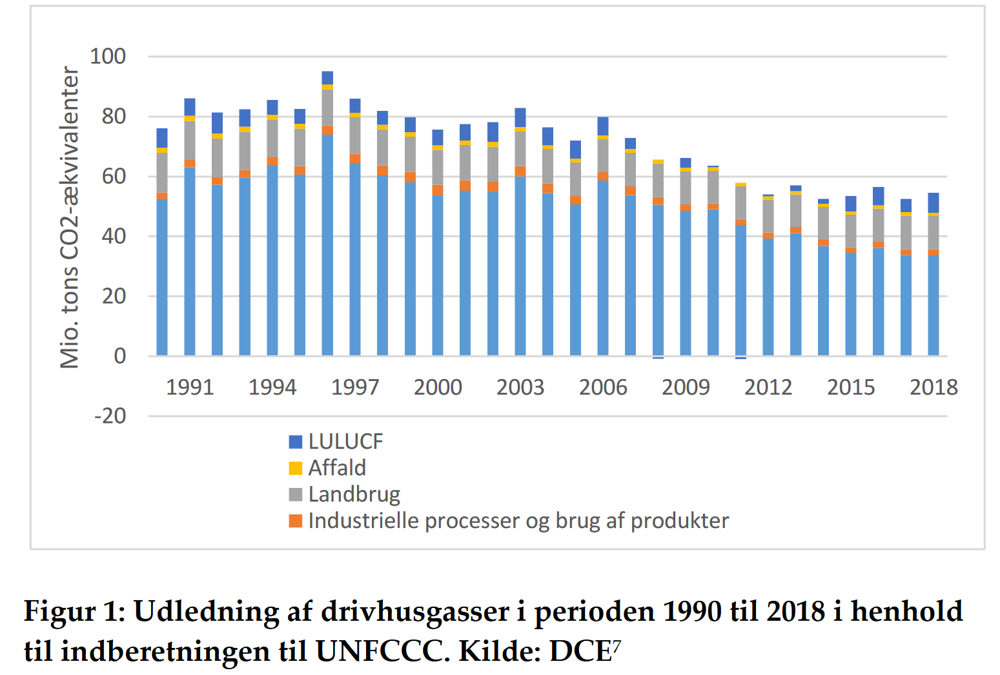 100
80
60
40
20
0
-20
Mio. tons CO2-ækvivalenter
1991 1994 1997 2000 2003 2006 2009 2012 2015 2018
LULUCF
Affald
Landbrug
Industrielle processer og brug af produkter
Figur 1: Udledning af drivhusgasser i perioden 1990 til 2018 i henhold
til indberetningen til UNFCCC. Kilde: DCE⁷